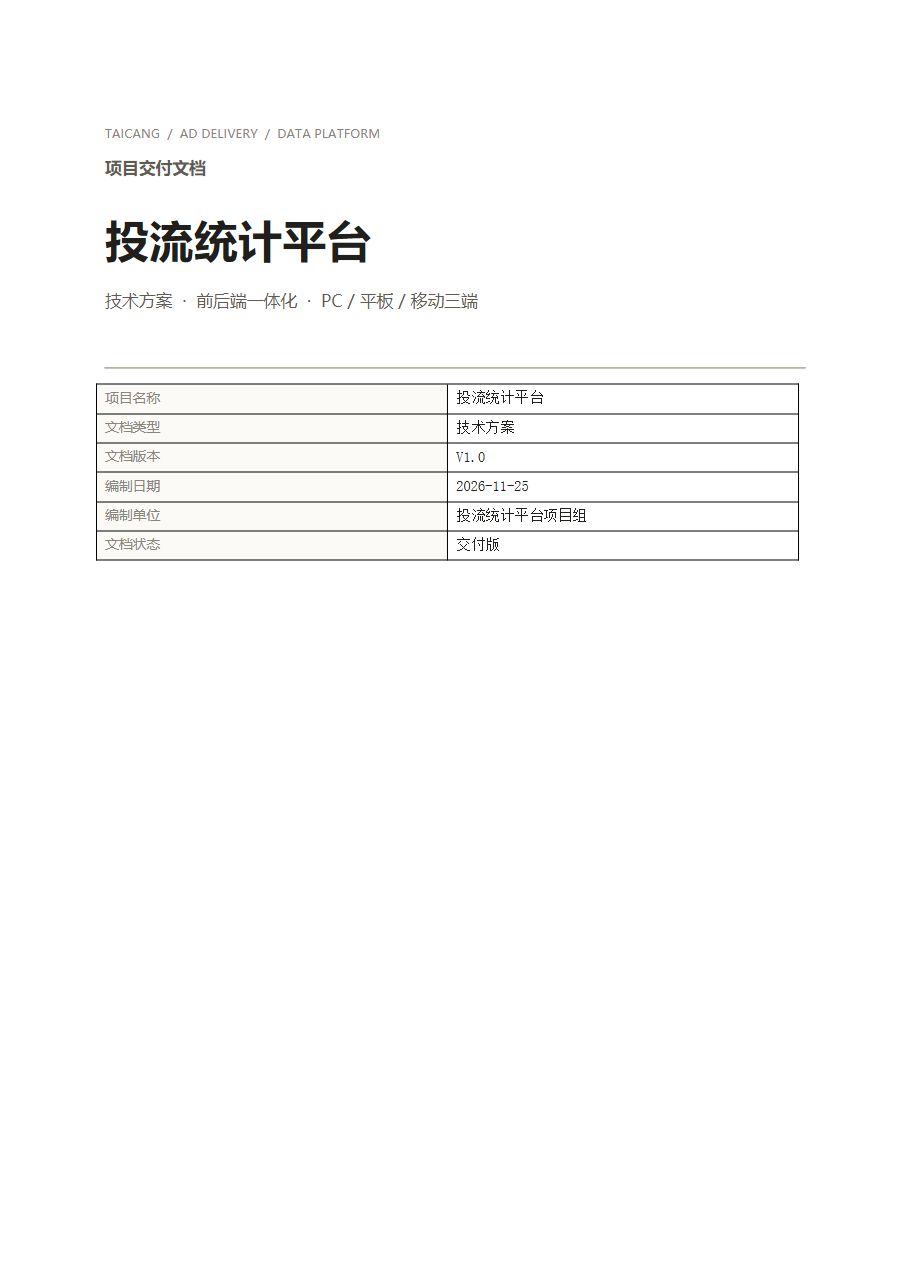 TAICANG / AD DELIVERY / DATA PLATFORM
项目交付文档
投流统计平台
技术方案 · 前后端一体化 · PC / 平板 / 移动三端
项目名称 投流统计平台
文档类型 技术方案
文档版本 V1.0
编制日期 2026-11-25
编制单位 投流统计平台项目组
文档状态 交付版